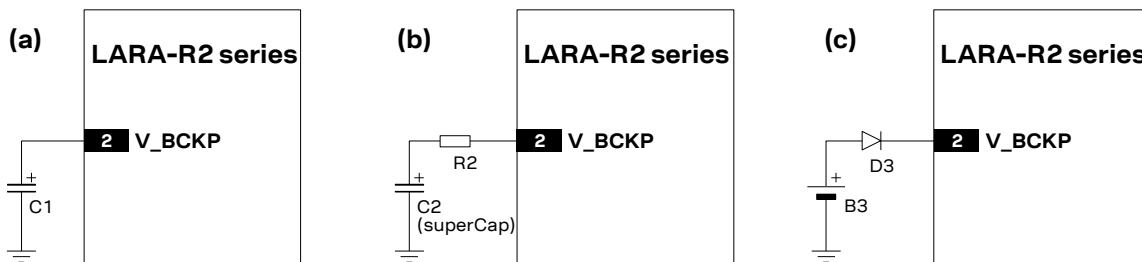 (a)
LARA-R2 series
2 V_BCKP
+
C1
(b)
LARA-R2 series
2 V_BCKP
R2
+
C2
(superCap)
(c)
LARA-R2 series
2 V_BCKP
D3
+
B3